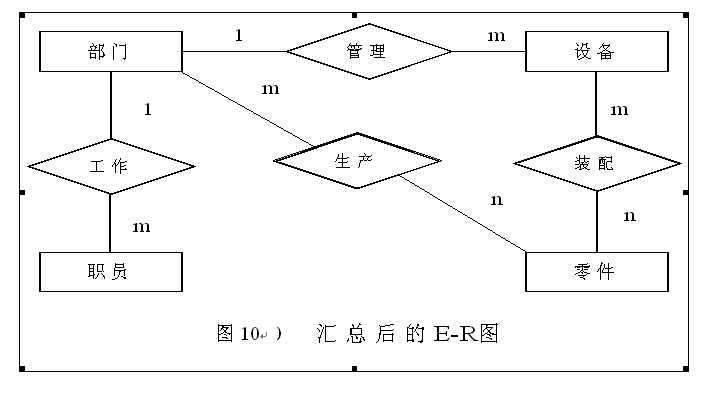 部门 1 管理 m 设备
m
1 m
工作 生产 装配
m n n
职员 零件
图10↵） 汇总后的E-R图